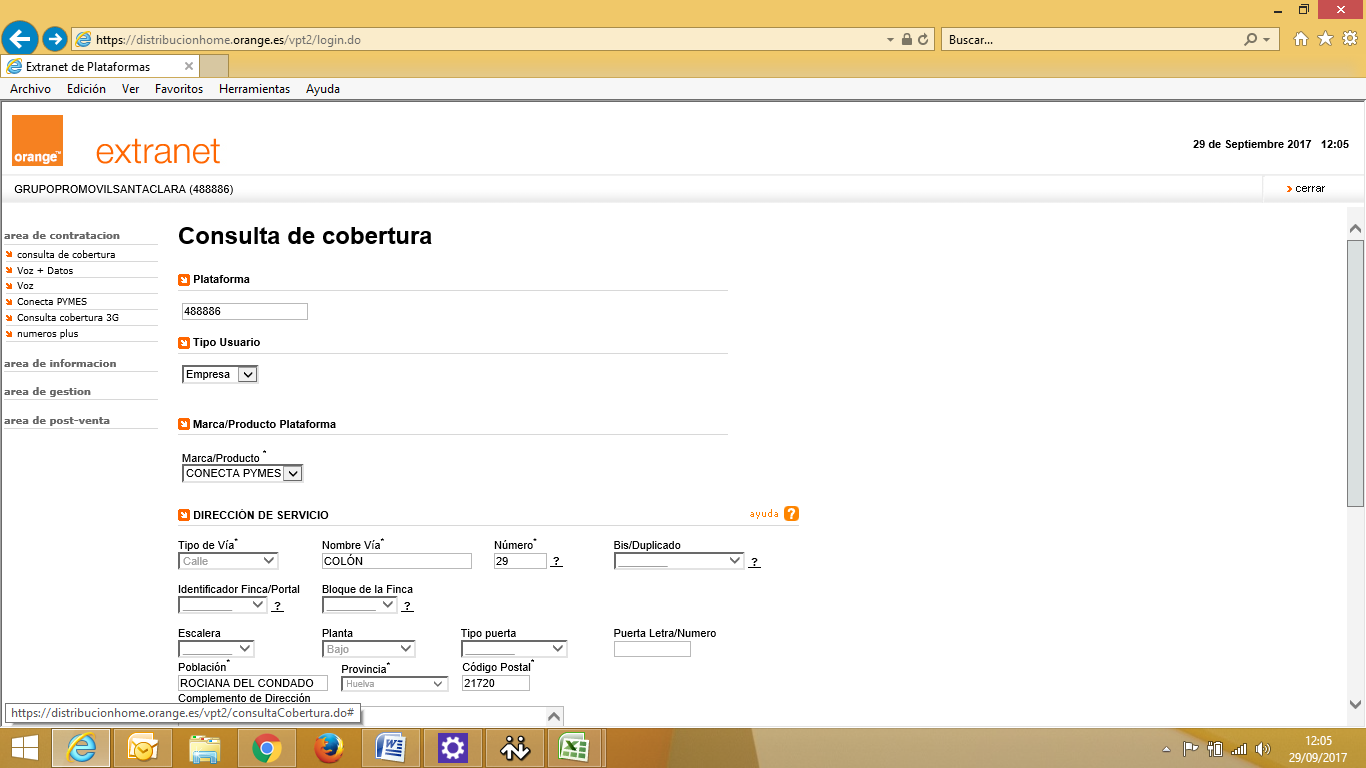 https://distribucionhome.orange.es/vpt2/login.do
Buscar...
Extranet de Plataformas
Archivo Edición Ver Favoritos Herramientas Ayuda
orange™
extranet
29 de Septiembre 2017 12:05
GRUPOPROMOVILSANTACLARA (488886)
cerrar
area de contratacion
consulta de cobertura
Voz + Datos
Voz
Conecta PYMES
Consulta cobertura 3G
numeros plus
area de informacion
area de gestion
area de post-venta
Consulta de cobertura
Plataforma
488886
Tipo Usuario
Empresa
Marca/Producto Plataforma
Marca/Producto *
CONECTA PYMES
DIRECCIÓN DE SERVICIO
ayuda ?
Tipo de Vía* Nombre Vía* Número* Bis/Duplicado
Calle COLÓN 29 ? ________ ?
Identificador Finca/Portal Bloque de la Finca
________ ? ________ ?
Escalera Planta Tipo puerta Puerta Letra/Numero
________ Bajo ________
Población* Provincia* Código Postal*
ROCIANA DEL CONDADO Huelva 21720
Complemento de Dirección
https://distribucionhome.orange.es/vpt2/consultaCobertura.do#
12:05
29/09/2017